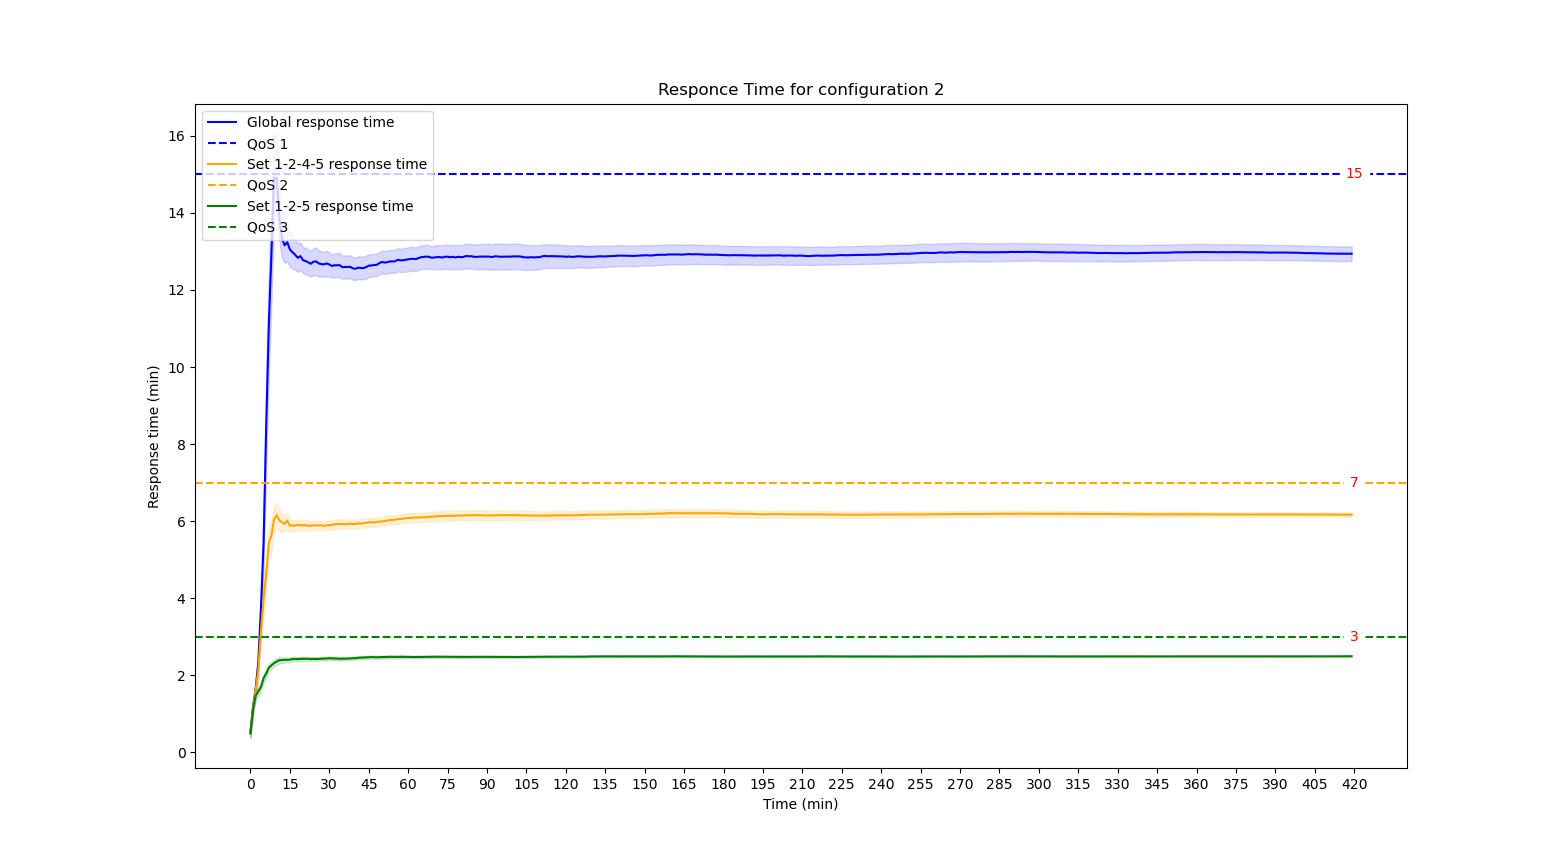 Responce Time for configuration 2
Global response time
QoS 1
Set 1-2-4-5 response time
QoS 2
Set 1-2-5 response time
QoS 3
16
14
12
10
8
6
4
2
0
Response time (min)
15
7
3
0 15 30 45 60 75 90 105 120 135 150 165 180 195 210 225 240 255 270 285 300 315 330 345 360 375 390 405 420
Time (min)